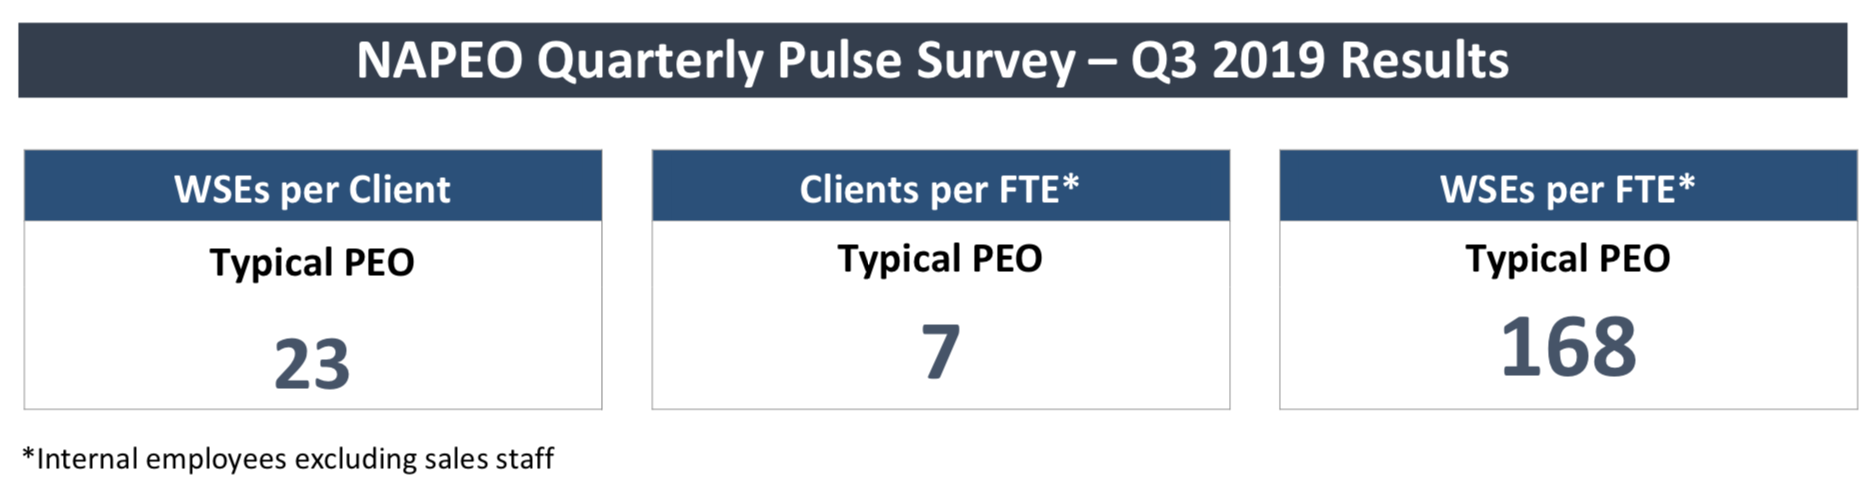 NAPEO Quarterly Pulse Survey – Q3 2019 Results
WSEs per Client
Typical PEO
23
Clients per FTE*
Typical PEO
7
WSEs per FTE*
Typical PEO
168
*Internal employees excluding sales staff